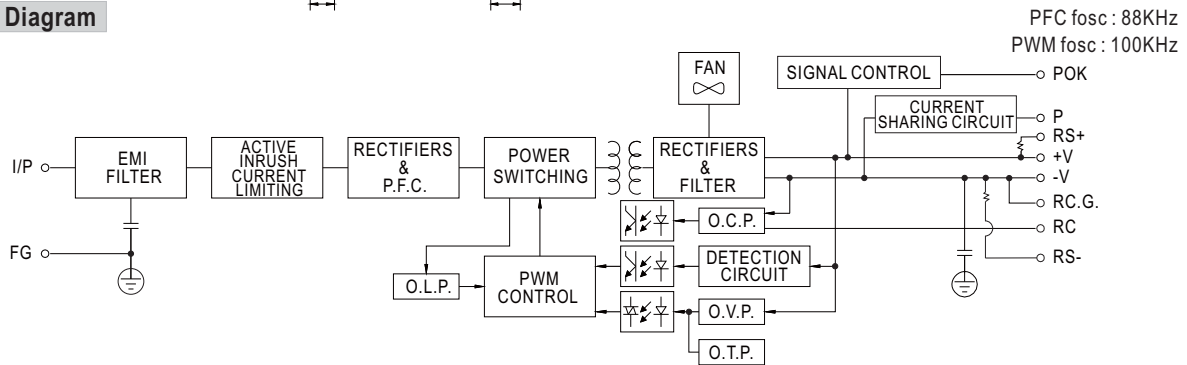 Diagram
PFC fosc : 88KHz
PWM fosc : 100KHz
FAN
SIGNAL CONTROL
POK
CURRENT
SHARING CIRCUIT
P
RS+
I/P
EMI
FILTER
ACTIVE
INRUSH
CURRENT
LIMITING
RECTIFIERS
&
P.F.C.
POWER
SWITCHING
RECTIFIERS
&
FILTER
+V
-V
RC.G.
O.C.P.
RC
FG
RS-
O.L.P.
PWM
CONTROL
DETECTION
CIRCUIT
O.V.P.
O.T.P.